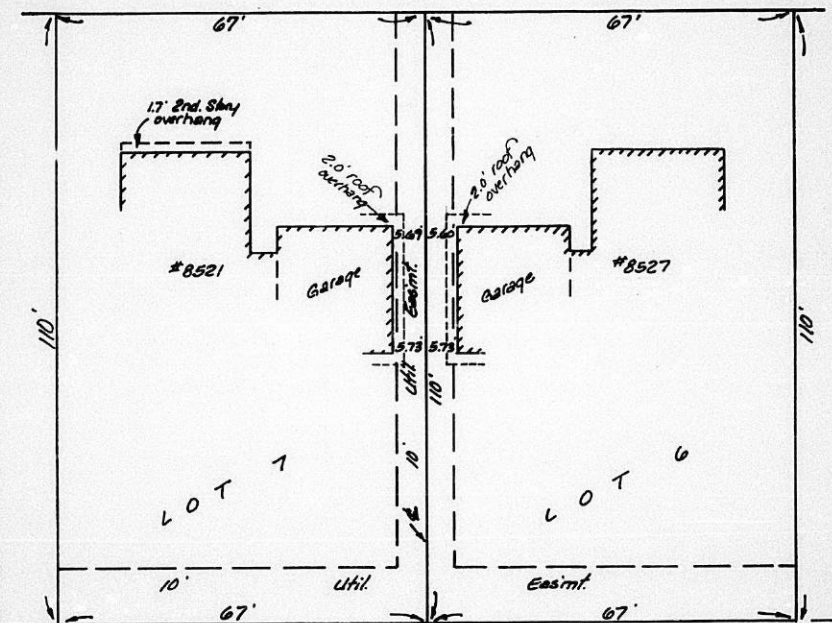 67'
67'
1.7' 2nd. Story
overhang
2.0' roof
overhang
2.0' roof
overhang
5.69'
5.60'
#8521
Garage
Easmt.
Garage
#8527
110'
5.73'
5.73'
Util.
110'
110'
10'
LOT 7
LOT 6
10' Util. Easmt.
67'
67'